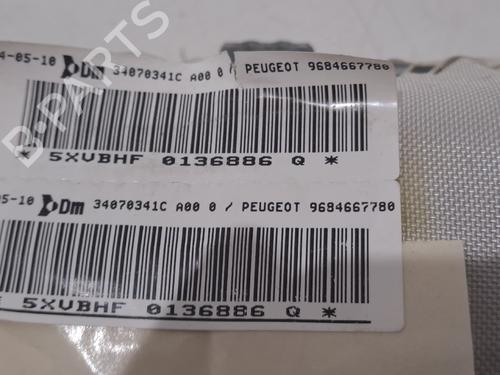 4-05-10 Dm 34070341C A00 0 / PEUGEOT 9684667780
* 5XVBHF 0136886 Q *
05-10 Dm 34070341C A00 0 / PEUGEOT 9684667780
5XVBHF 0136886 Q *
B-PARTS